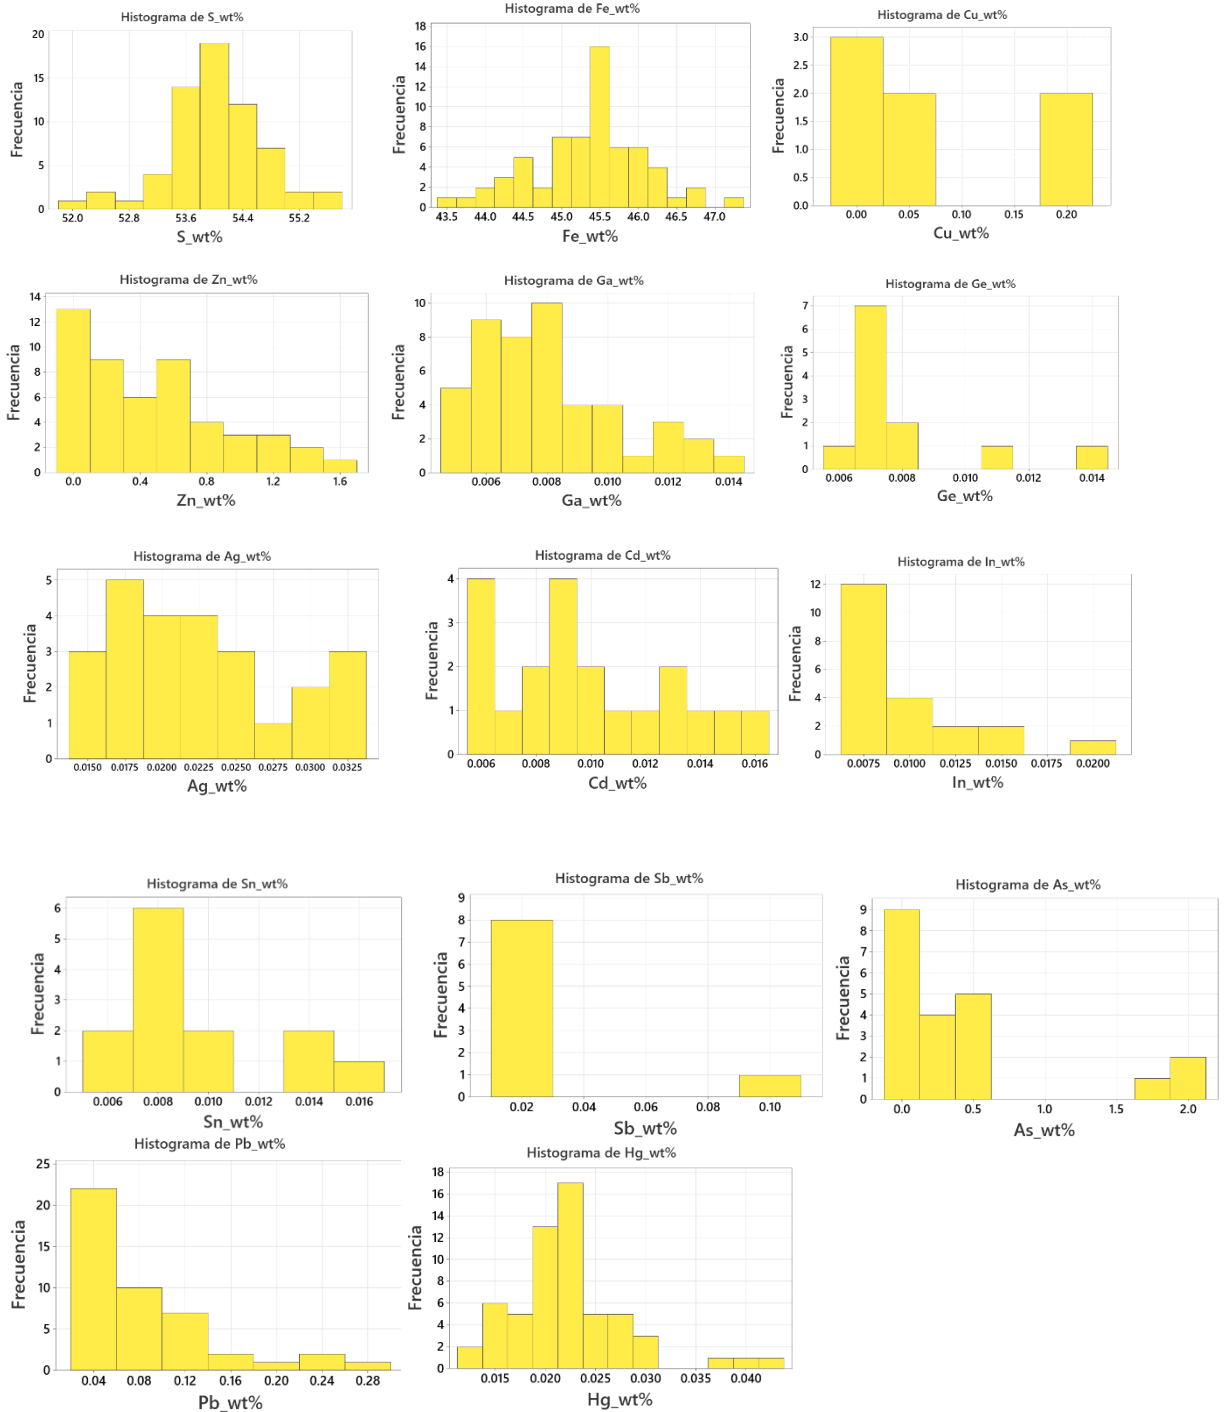 Histograma de S_wt%
20
15
10
5
0
Frecuencia
52.0 52.8 53.6 54.4 55.2
S_wt%
Histograma de Fe_wt%
18
16
14
12
10
8
6
4
2
0
Frecuencia
43.5 44.0 44.5 45.0 45.5 46.0 46.5 47.0
Fe_wt%
Histograma de Cu_wt%
3.0
2.5
2.0
1.5
1.0
0.5
0.0
Frecuencia
0.00 0.05 0.10 0.15 0.20
Cu_wt%
Histograma de Zn_wt%
14
12
10
8
6
4
2
0
Frecuencia
0.0 0.4 0.8 1.2 1.6
Zn_wt%
Histograma de Ga_wt%
10
8
6
4
2
0
Frecuencia
0.006 0.008 0.010 0.012 0.014
Ga_wt%
Histograma de Ge_wt%
7
6
5
4
3
2
1
0
Frecuencia
0.006 0.008 0.010 0.012 0.014
Ge_wt%
Histograma de Ag_wt%
5
4
3
2
1
0
Frecuencia
0.0150 0.0175 0.0200 0.0225 0.0250 0.0275 0.0300 0.0325
Ag_wt%
Histograma de Cd_wt%
4
3
2
1
0
Frecuencia
0.006 0.008 0.010 0.012 0.014 0.016
Cd_wt%
Histograma de In_wt%
12
10
8
6
4
2
0
Frecuencia
0.0075 0.0100 0.0125 0.0150 0.0175 0.0200
In_wt%
Histograma de Sn_wt%
6
5
4
3
2
1
0
Frecuencia
0.006 0.008 0.010 0.012 0.014 0.016
Sn_wt%
Histograma de Sb_wt%
9
8
7
6
5
4
3
2
1
0
Frecuencia
0.02 0.04 0.06 0.08 0.10
Sb_wt%
Histograma de As_wt%
9
8
7
6
5
4
3
2
1
0
Frecuencia
0.0 0.5 1.0 1.5 2.0
As_wt%
Histograma de Pb_wt%
25
20
15
10
5
0
Frecuencia
0.04 0.08 0.12 0.16 0.20 0.24 0.28
Pb_wt%
Histograma de Hg_wt%
18
16
14
12
10
8
6
4
2
0
Frecuencia
0.015 0.020 0.025 0.030 0.035 0.040
Hg_wt%